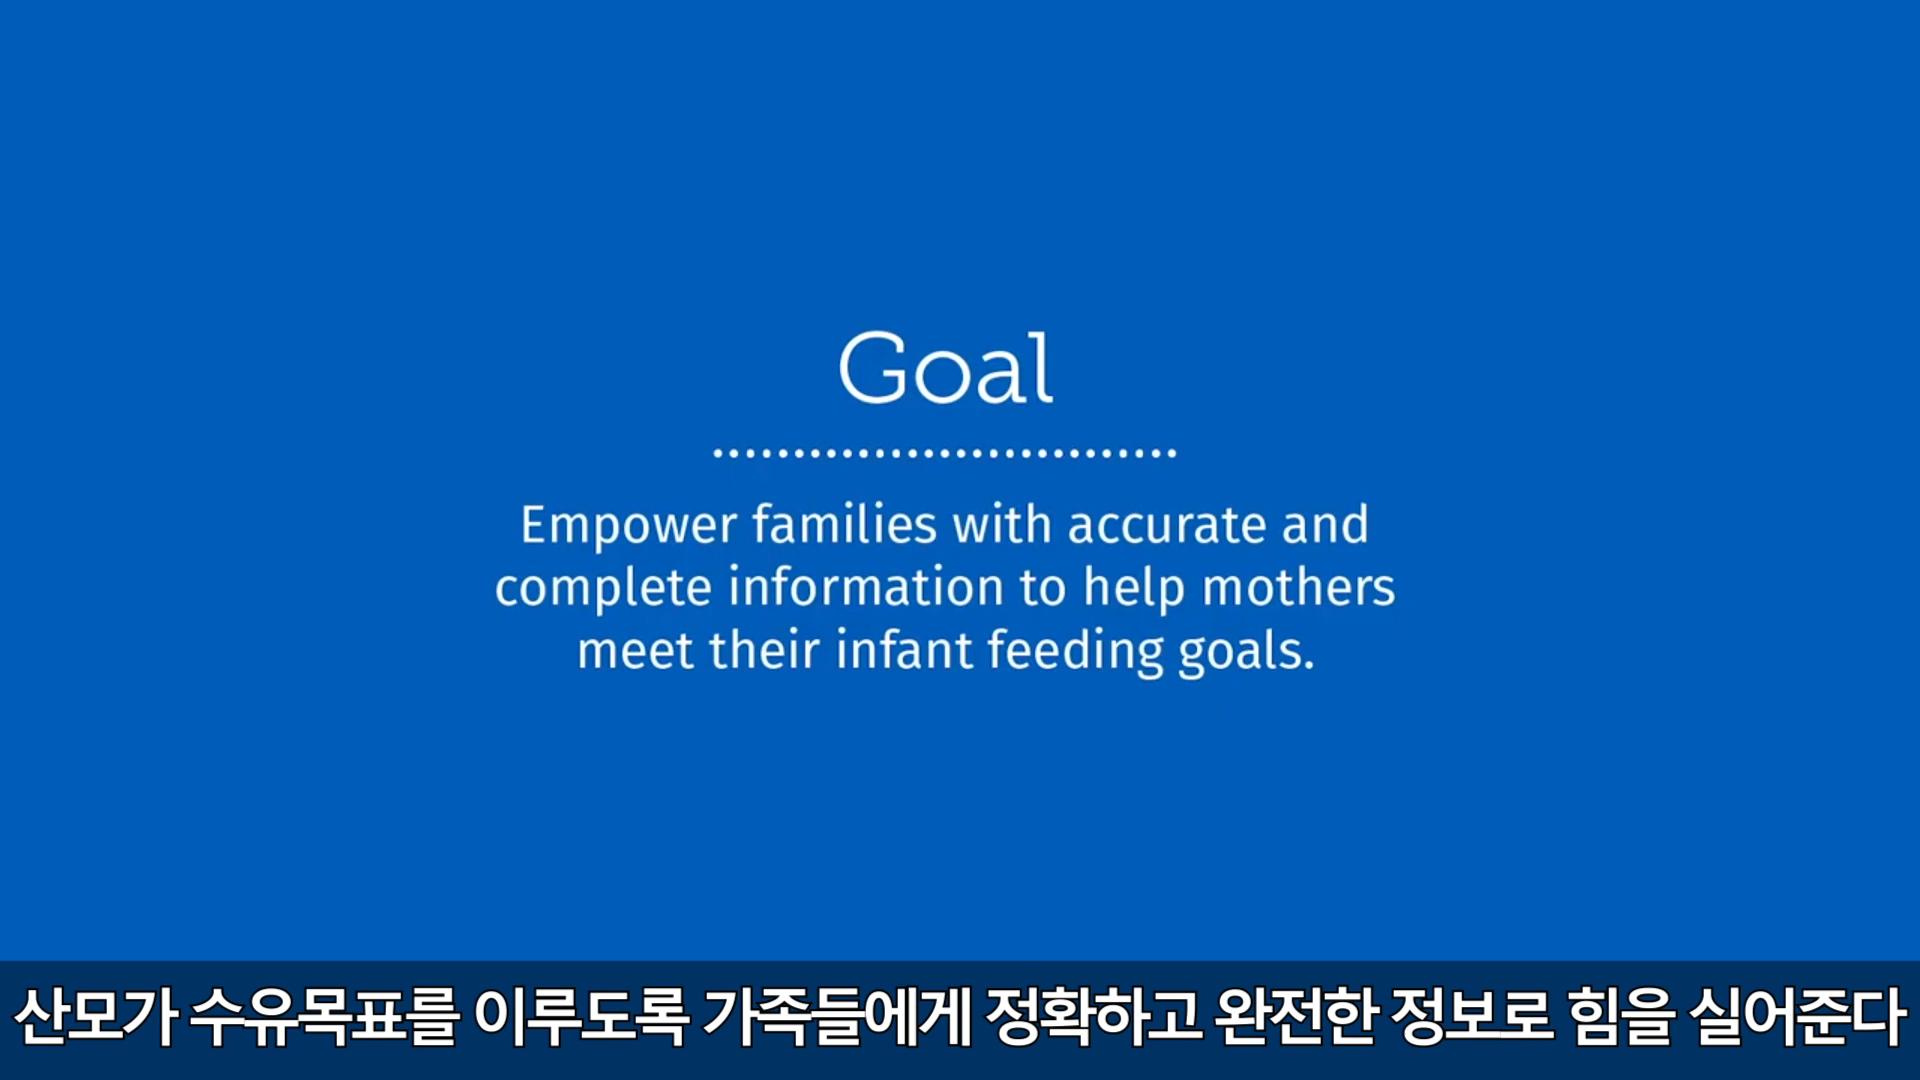 Goal
Empower families with accurate and
complete information to help mothers
meet their infant feeding goals.
산모가 수유목표를 이루도록 가족들에게 정확하고 완전한 정보로 힘을 실어준다